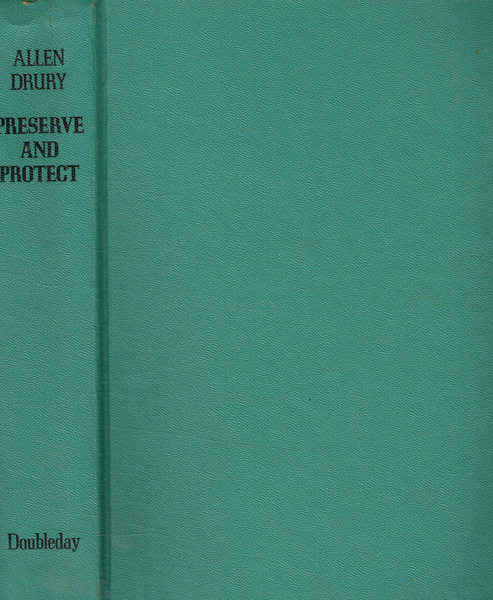 ALLEN
DRURY
PRESERVE
AND
PROTECT
Doubleday